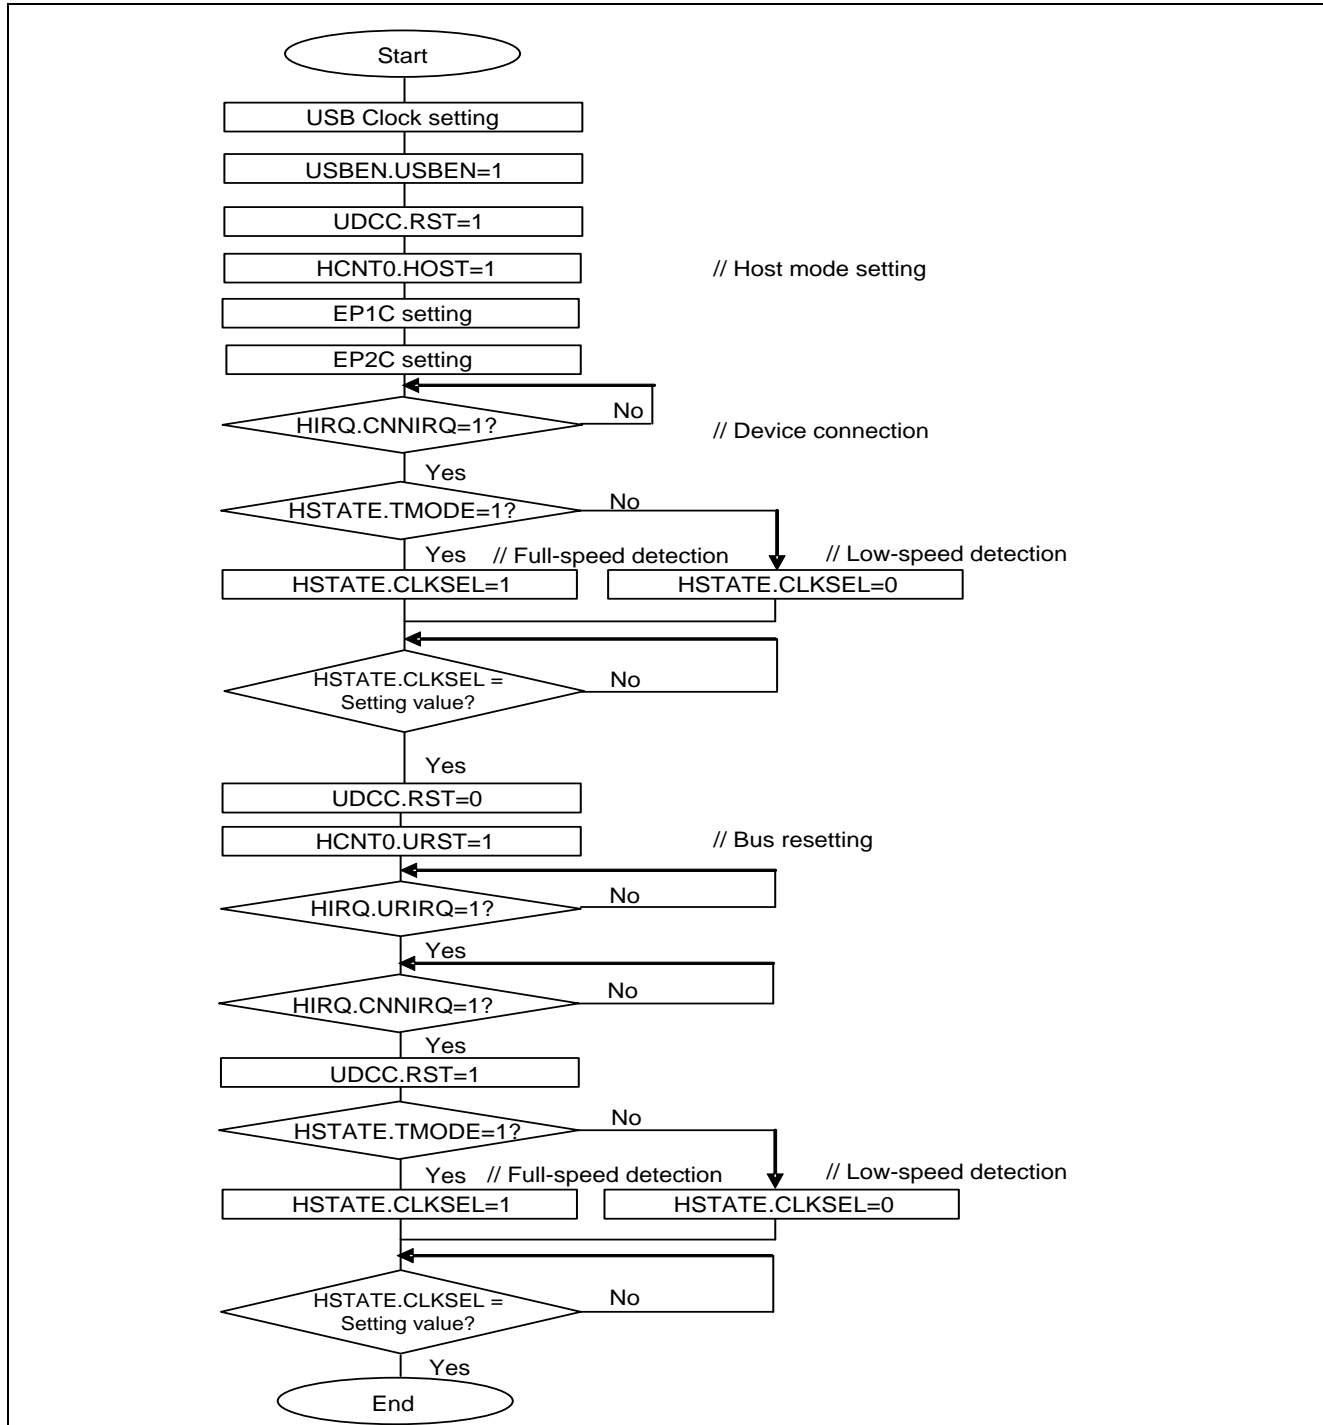 Start
USB Clock setting
USBEN.USBEN=1
UDCC.RST=1
HCNT0.HOST=1 // Host mode setting
EP1C setting
EP2C setting
No
HIRQ.CNNIRQ=1? // Device connection
Yes
HSTATE.TMODE=1? No
Yes // Full-speed detection // Low-speed detection
HSTATE.CLKSEL=1 HSTATE.CLKSEL=0
HSTATE.CLKSEL = No
Setting value?
Yes
UDCC.RST=0
HCNT0.URST=1 // Bus resetting
HIRQ.URIRQ=1? No
Yes
HIRQ.CNNIRQ=1? No
Yes
UDCC.RST=1
HSTATE.TMODE=1? No
Yes // Full-speed detection // Low-speed detection
HSTATE.CLKSEL=1 HSTATE.CLKSEL=0
HSTATE.CLKSEL = No
Setting value?
Yes
End